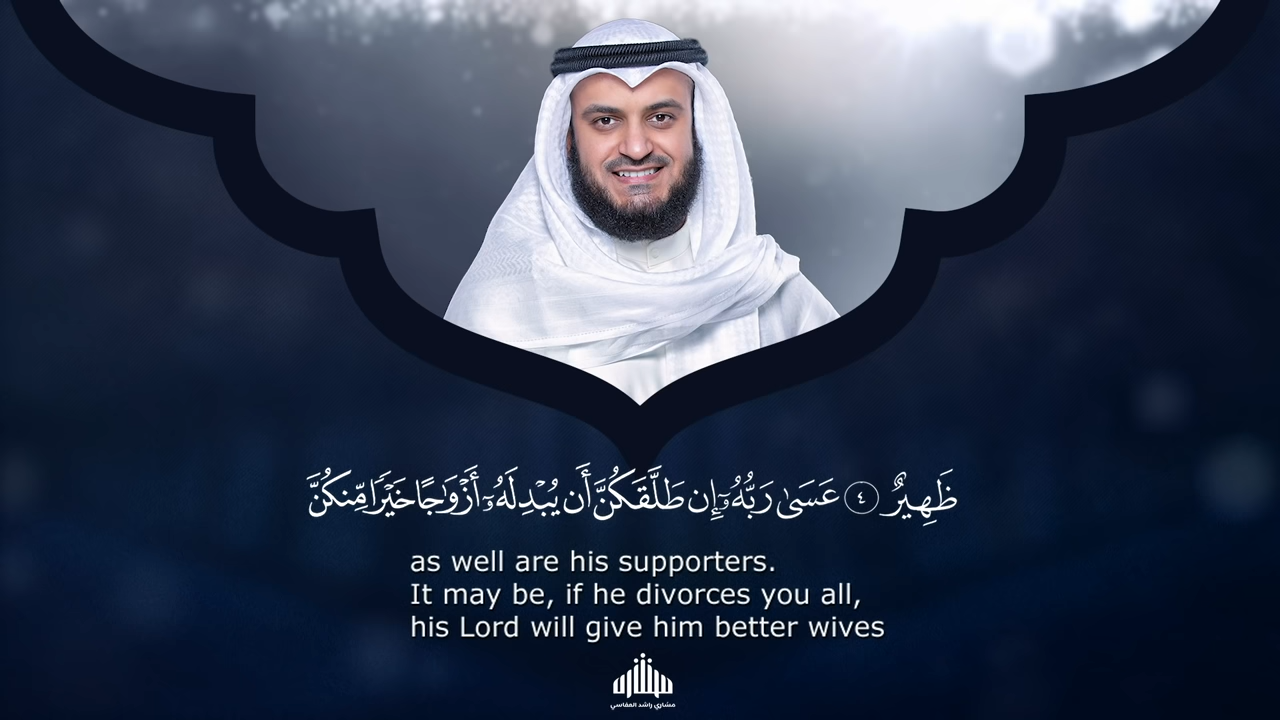 ظَهِيرٌ ٤ عَسَىٰ رَبُّهُۥٓ إِن طَلَّقَكُنَّ أَن يُبْدِلَهُۥٓ أَزْوَٰجًا خَيْرًا مِّنكُنَّ
as well are his supporters.
It may be, if he divorces you all,
his Lord will give him better wives
مشاري راشد العفاسي